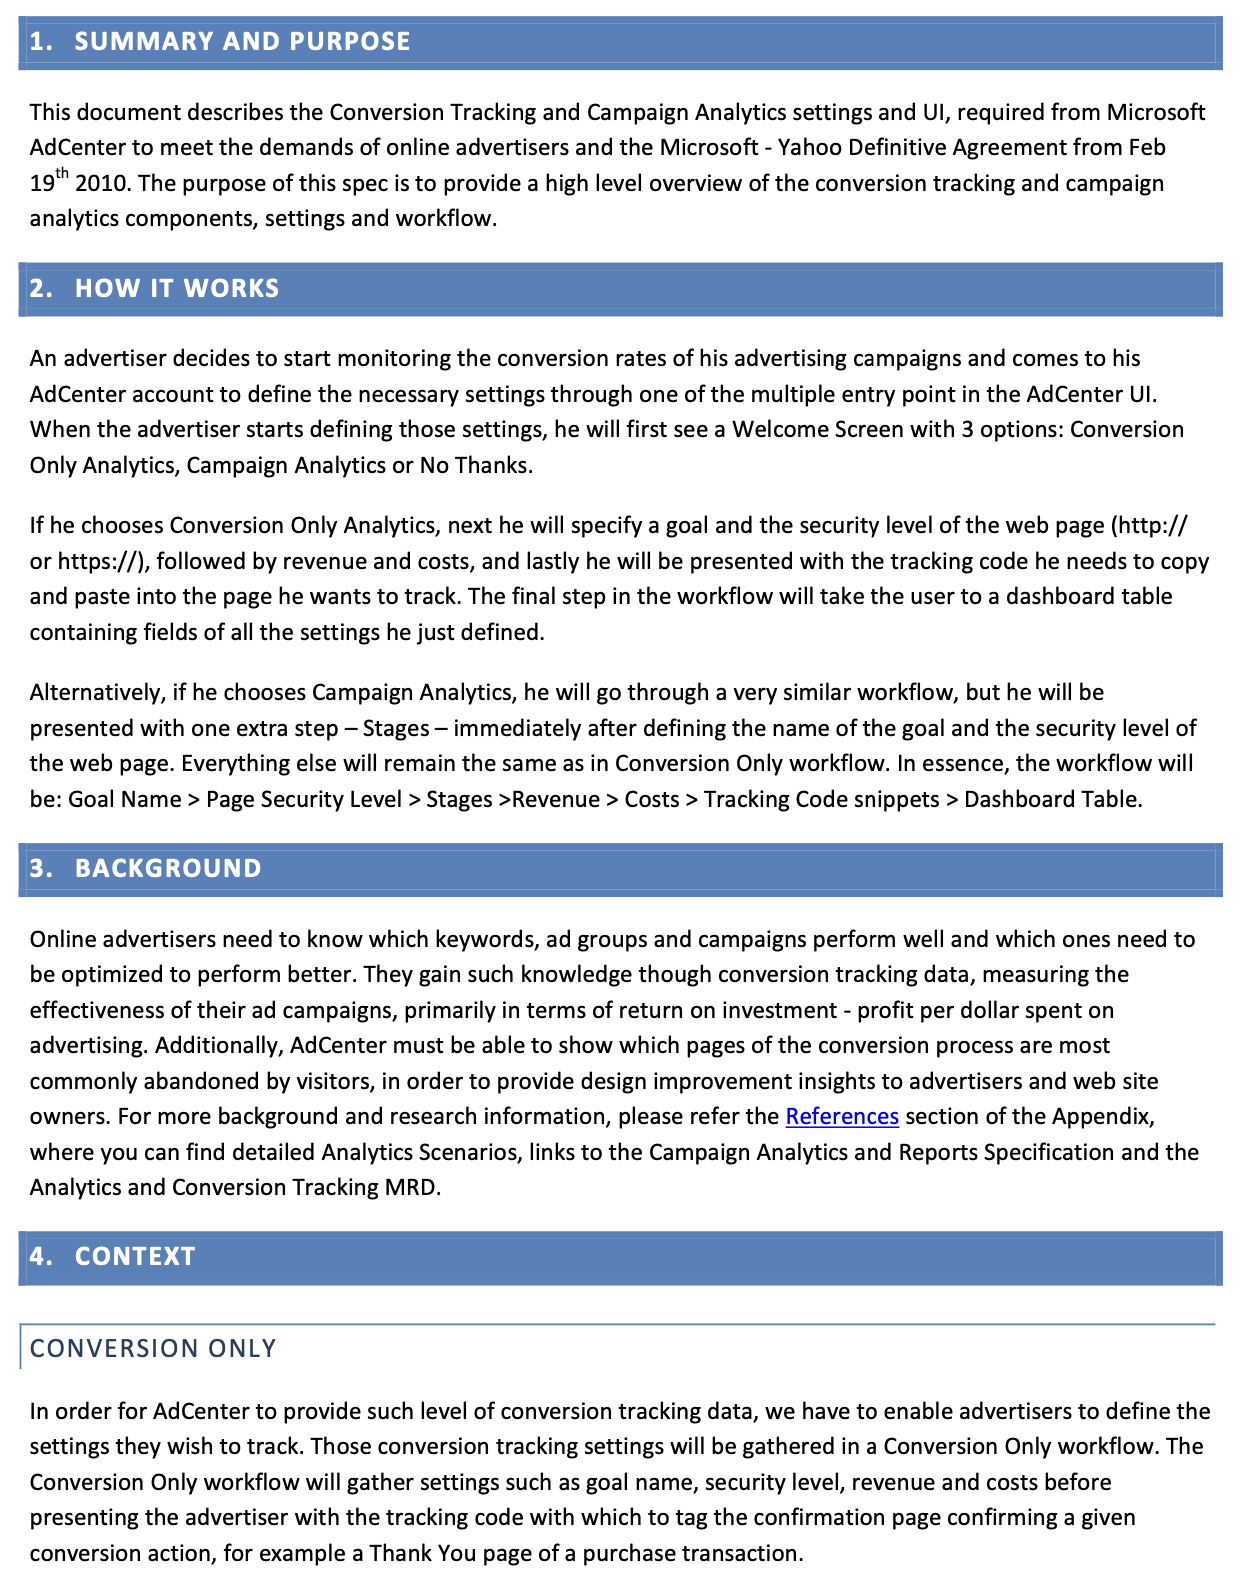 1. SUMMARY AND PURPOSE
This document describes the Conversion Tracking and Campaign Analytics settings and UI, required from Microsoft
AdCenter to meet the demands of online advertisers and the Microsoft - Yahoo Definitive Agreement from Feb
19th 2010. The purpose of this spec is to provide a high level overview of the conversion tracking and campaign
analytics components, settings and workflow.
2. HOW IT WORKS
An advertiser decides to start monitoring the conversion rates of his advertising campaigns and comes to his
AdCenter account to define the necessary settings through one of the multiple entry point in the AdCenter UI.
When the advertiser starts defining those settings, he will first see a Welcome Screen with 3 options: Conversion
Only Analytics, Campaign Analytics or No Thanks.
If he chooses Conversion Only Analytics, next he will specify a goal and the security level of the web page (http://
or https://), followed by revenue and costs, and lastly he will be presented with the tracking code he needs to copy
and paste into the page he wants to track. The final step in the workflow will take the user to a dashboard table
containing fields of all the settings he just defined.
Alternatively, if he chooses Campaign Analytics, he will go through a very similar workflow, but he will be
presented with one extra step – Stages – immediately after defining the name of the goal and the security level of
the web page. Everything else will remain the same as in Conversion Only workflow. In essence, the workflow will
be: Goal Name > Page Security Level > Stages >Revenue > Costs > Tracking Code snippets > Dashboard Table.
3. BACKGROUND
Online advertisers need to know which keywords, ad groups and campaigns perform well and which ones need to
be optimized to perform better. They gain such knowledge though conversion tracking data, measuring the
effectiveness of their ad campaigns, primarily in terms of return on investment - profit per dollar spent on
advertising. Additionally, AdCenter must be able to show which pages of the conversion process are most
commonly abandoned by visitors, in order to provide design improvement insights to advertisers and web site
owners. For more background and research information, please refer the References section of the Appendix,
where you can find detailed Analytics Scenarios, links to the Campaign Analytics and Reports Specification and the
Analytics and Conversion Tracking MRD.
4. CONTEXT
CONVERSION ONLY
In order for AdCenter to provide such level of conversion tracking data, we have to enable advertisers to define the
settings they wish to track. Those conversion tracking settings will be gathered in a Conversion Only workflow. The
Conversion Only workflow will gather settings such as goal name, security level, revenue and costs before
presenting the advertiser with the tracking code with which to tag the confirmation page confirming a given
conversion action, for example a Thank You page of a purchase transaction.